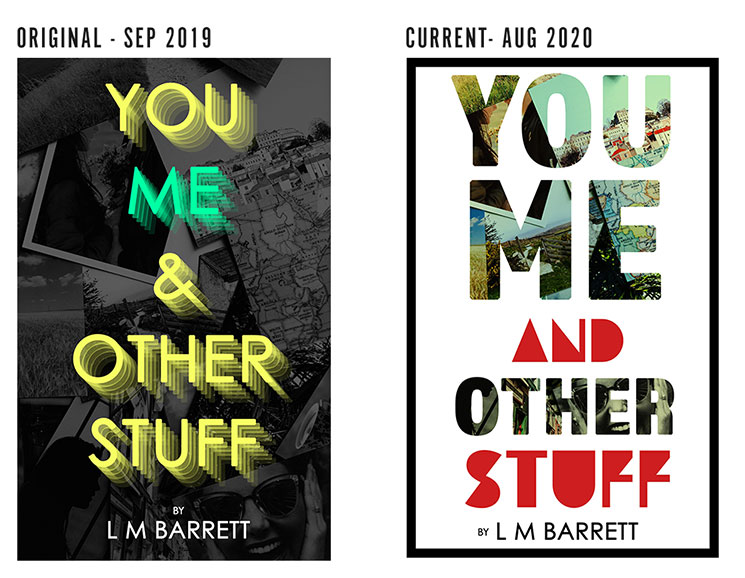 ORIGINAL - SEP 2019
YOU
ME
&
OTHER
STUFF
BY
L M BARRETT
CURRENT- AUG 2020
YOU
ME
AND
OTHER
STUFF
BY L M BARRETT